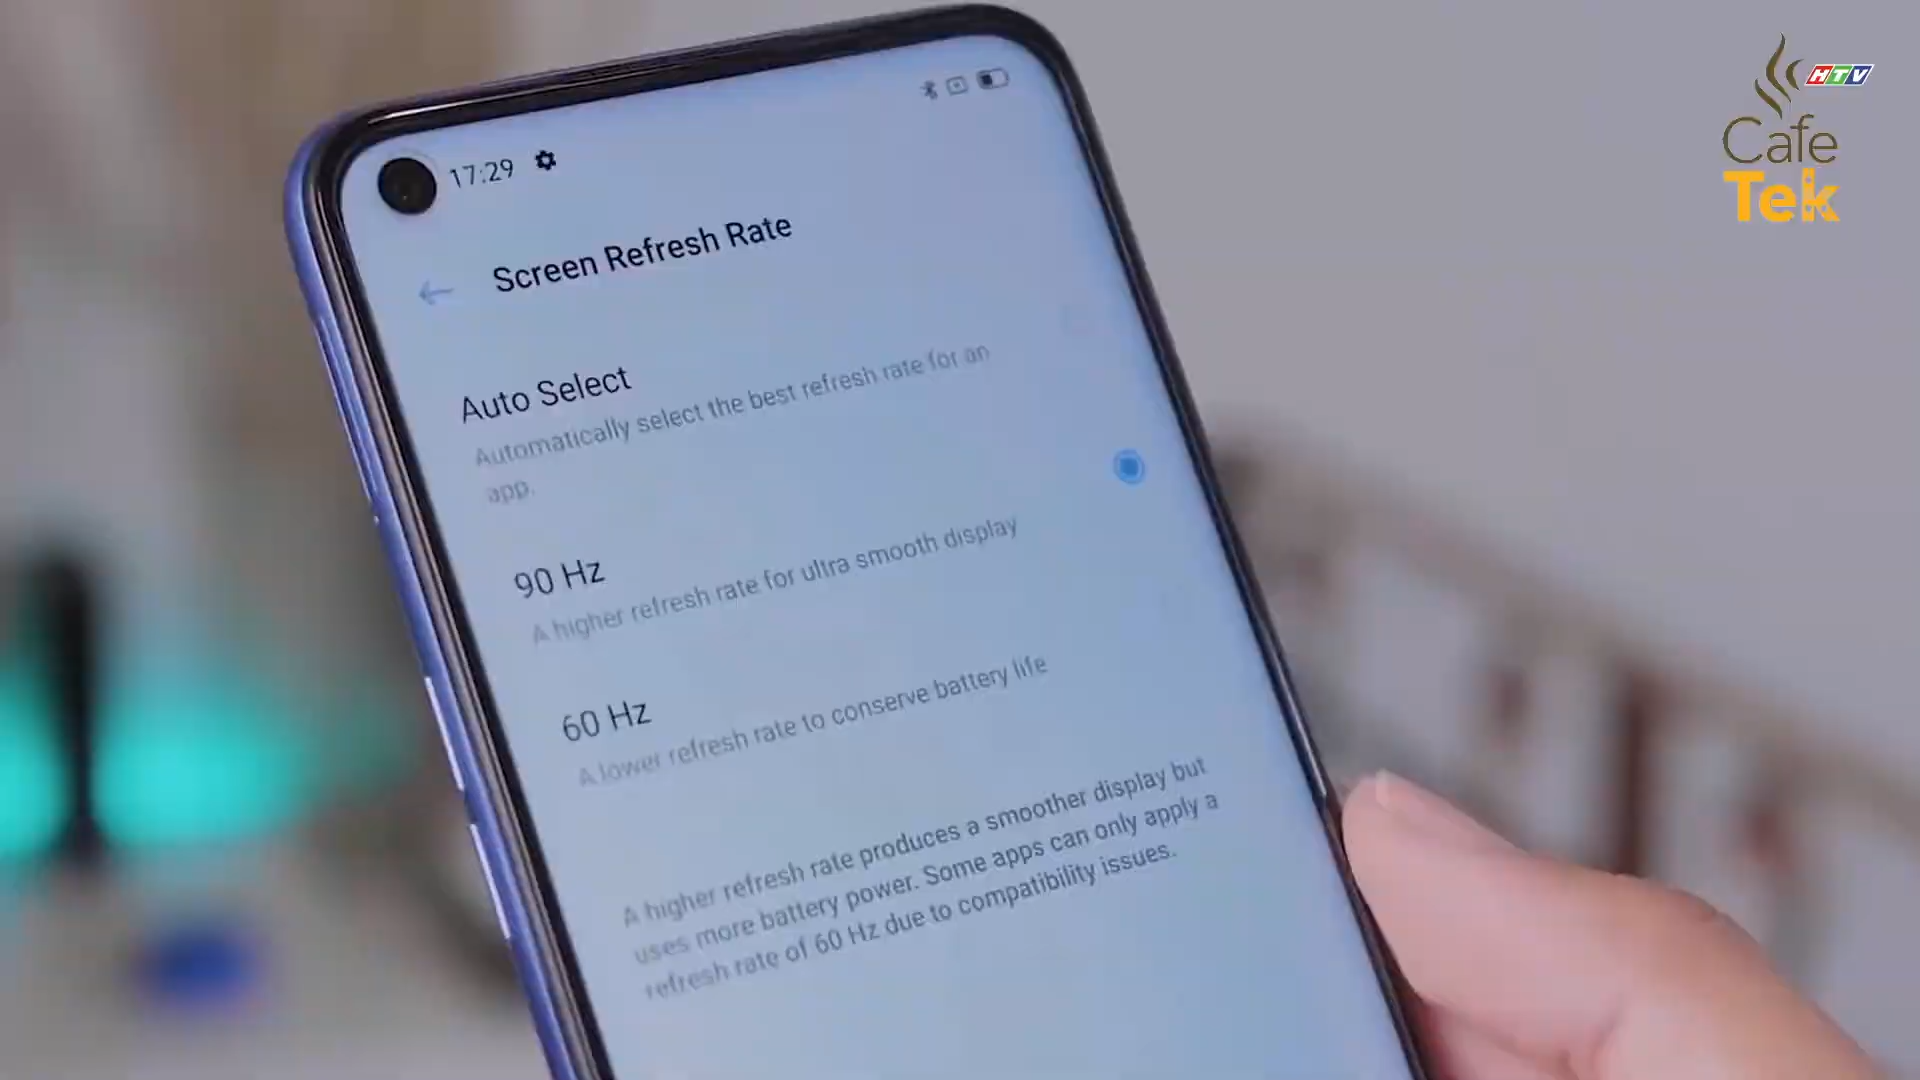 HTV
Cafe
Tek
17:29
Screen Refresh Rate
Auto Select
Automatically select the best refresh rate for an
app.
90 Hz
A higher refresh rate for ultra smooth display
60 Hz
A lower refresh rate to conserve battery life
A higher refresh rate produces a smoother display but
uses more battery power. Some apps can only apply a
refresh rate of 60 Hz due to compatibility issues.